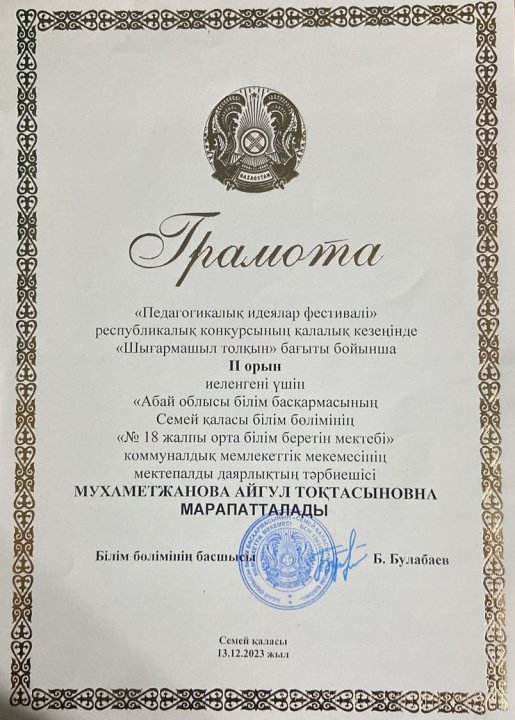 QAZAQSTAN
Грамота
«Педагогикалық идеялар фестивалі»
республикалық конкурсының қалалық кезеңінде
«Шығармашыл толқын» бағыты бойынша
ІІ орын
иеленгені үшін
«Абай облысы білім басқармасының
Семей қаласы білім бөлімінің
«№ 18 жалпы орта білім беретін мектебі»
коммуналдық мемлекеттік мекемесінің
мектепалды даярлықтың тәрбиешісі
МУХАМЕТЖАНОВА АЙГУЛ ТОҚТАСЫНОВНА
МАРАПАТТАЛАДЫ
Білім бөлімінің басшысы Б. Булабаев
Семей қаласы
13.12.2023 жыл